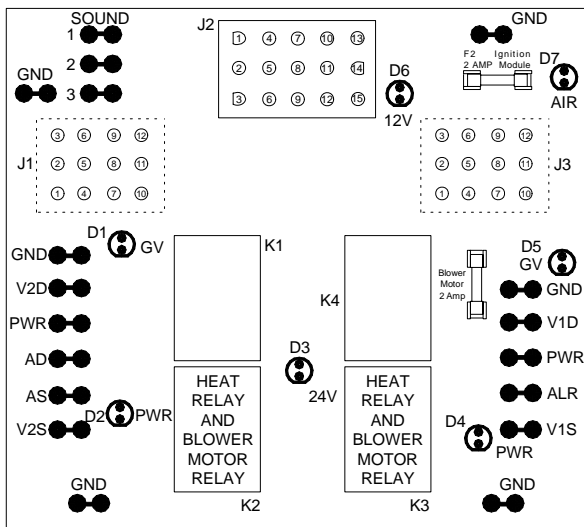 SOUND
1
2
3
GND
J2
1 4 7 10 13
2 5 8 11 14
3 6 9 12 15
D6
12V
GND
F2 Ignition
2 AMP Module
D7
AIR
J1
3 6 9 12
2 5 8 11
1 4 7 10
J3
3 6 9 12
2 5 8 11
1 4 7 10
D1
GV
GND
V2D
PWR
AD
AS
V2S
D2
PWR
GND
K1
HEAT
RELAY
AND
BLOWER
MOTOR
RELAY
K2
D3
24V
K4
HEAT
RELAY
AND
BLOWER
MOTOR
RELAY
K3
Blower
Motor
2 Amp
D5
GV
GND
V1D
PWR
ALR
V1S
D4
PWR
GND